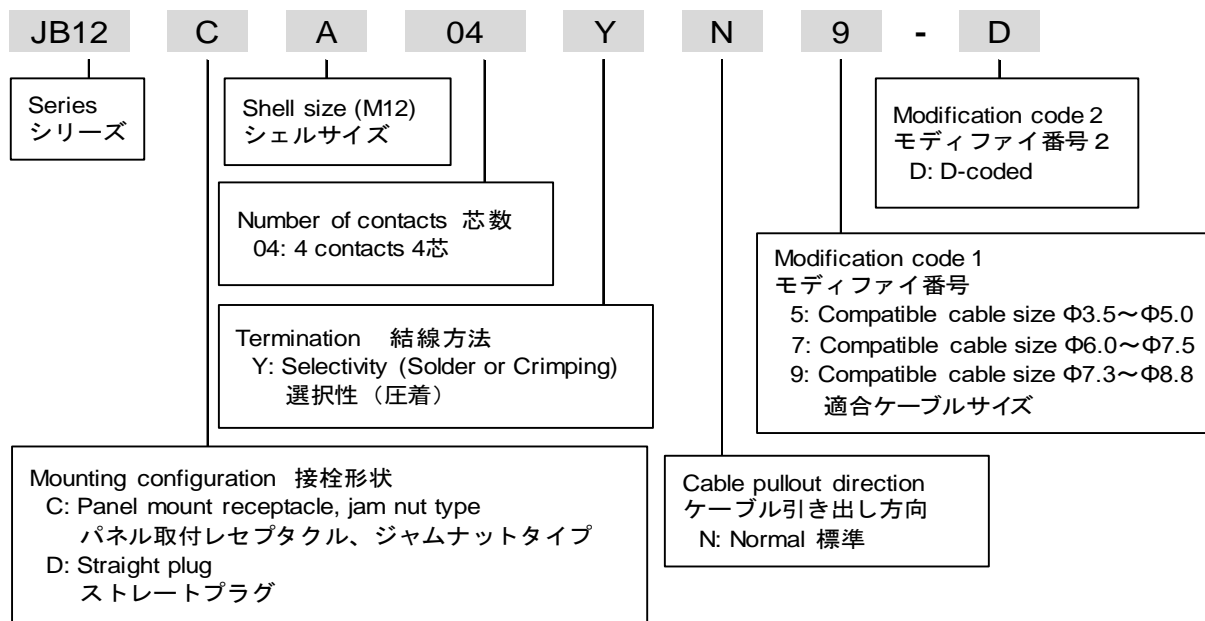 JB12 C A 04 Y N 9 - D
Series
シリーズ
Shell size (M12)
シェルサイズ
Modification code 2
モディファイ番号 2
D: D-coded
Number of contacts 芯数
04: 4 contacts 4芯
Modification code 1
モディファイ番号
5: Compatible cable size Φ3.5～Φ5.0
7: Compatible cable size Φ6.0～Φ7.5
9: Compatible cable size Φ7.3～Φ8.8
適合ケーブルサイズ
Termination 結線方法
Y: Selectivity (Solder or Crimping)
選択性（圧着）
Mounting configuration 接栓形状
C: Panel mount receptacle, jam nut type
パネル取付レセプタクル、ジャムナットタイプ
D: Straight plug
ストレートプラグ
Cable pullout direction
ケーブル引き出し方向
N: Normal 標準